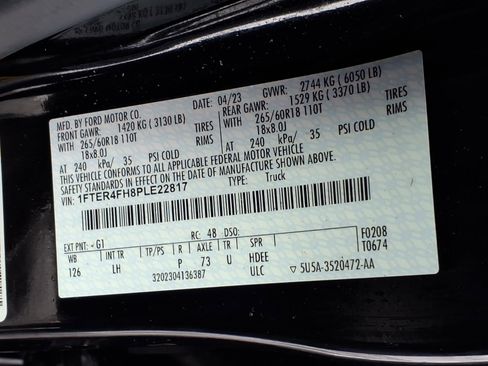 MFD. BY FORD MOTOR CO.
DATE: 04/23 GVWR: 2744 KG ( 6050 LB)
FRONT GAWR: 1420 KG ( 3130 LB) REAR GAWR: 1529 KG ( 3370 LB)
WITH 265/60R18 110T TIRES WITH 265/60R18 110T TIRES
18x8.0J RIMS 18x8.0J RIMS
AT 240 kPa/ 35 PSI COLD AT 240 kPa/ 35 PSI COLD
THIS VEHICLE CONFORMS TO ALL APPLICABLE FEDERAL MOTOR VEHICLE
SAFETY STANDARDS IN EFFECT ON THE DATE OF MANUFACTURE SHOWN ABOVE.
VIN: 1FTER4FH8PLE22817 TYPE: Truck
F0208
T0674
EXT PNT: G1 RC: 4B DSO:
WB INT TR TP/PS R AXLE TR SPR
126 LH P 73 U HDEE
3202304136387 ULC 5U5A-3520472-AA